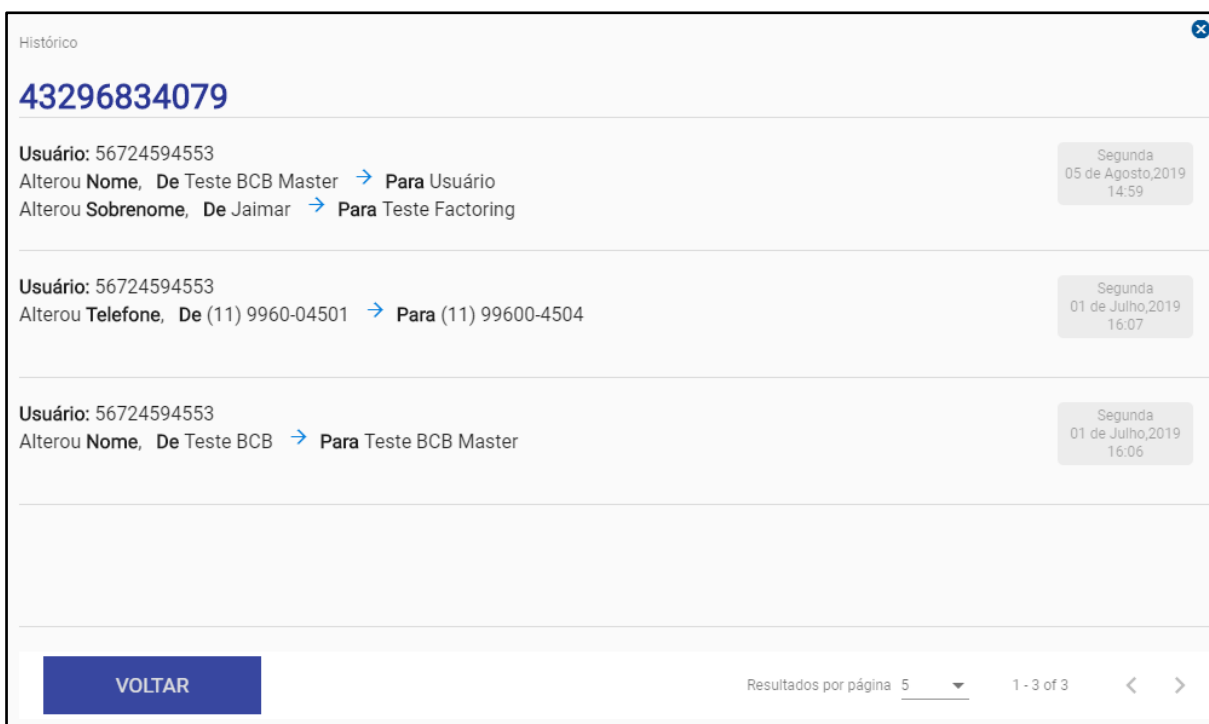 Histórico
43296834079
Usuário: 56724594553
Alterou Nome, De Teste BCB Master → Para Usuário
Alterou Sobrenome, De Jaimar → Para Teste Factoring
Segunda
05 de Agosto,2019
14:59
Usuário: 56724594553
Alterou Telefone, De (11) 9960-04501 → Para (11) 99600-4504
Segunda
01 de Julho,2019
16:07
Usuário: 56724594553
Alterou Nome, De Teste BCB → Para Teste BCB Master
Segunda
01 de Julho,2019
16:06
VOLTAR
Resultados por página 5
1 - 3 of 3